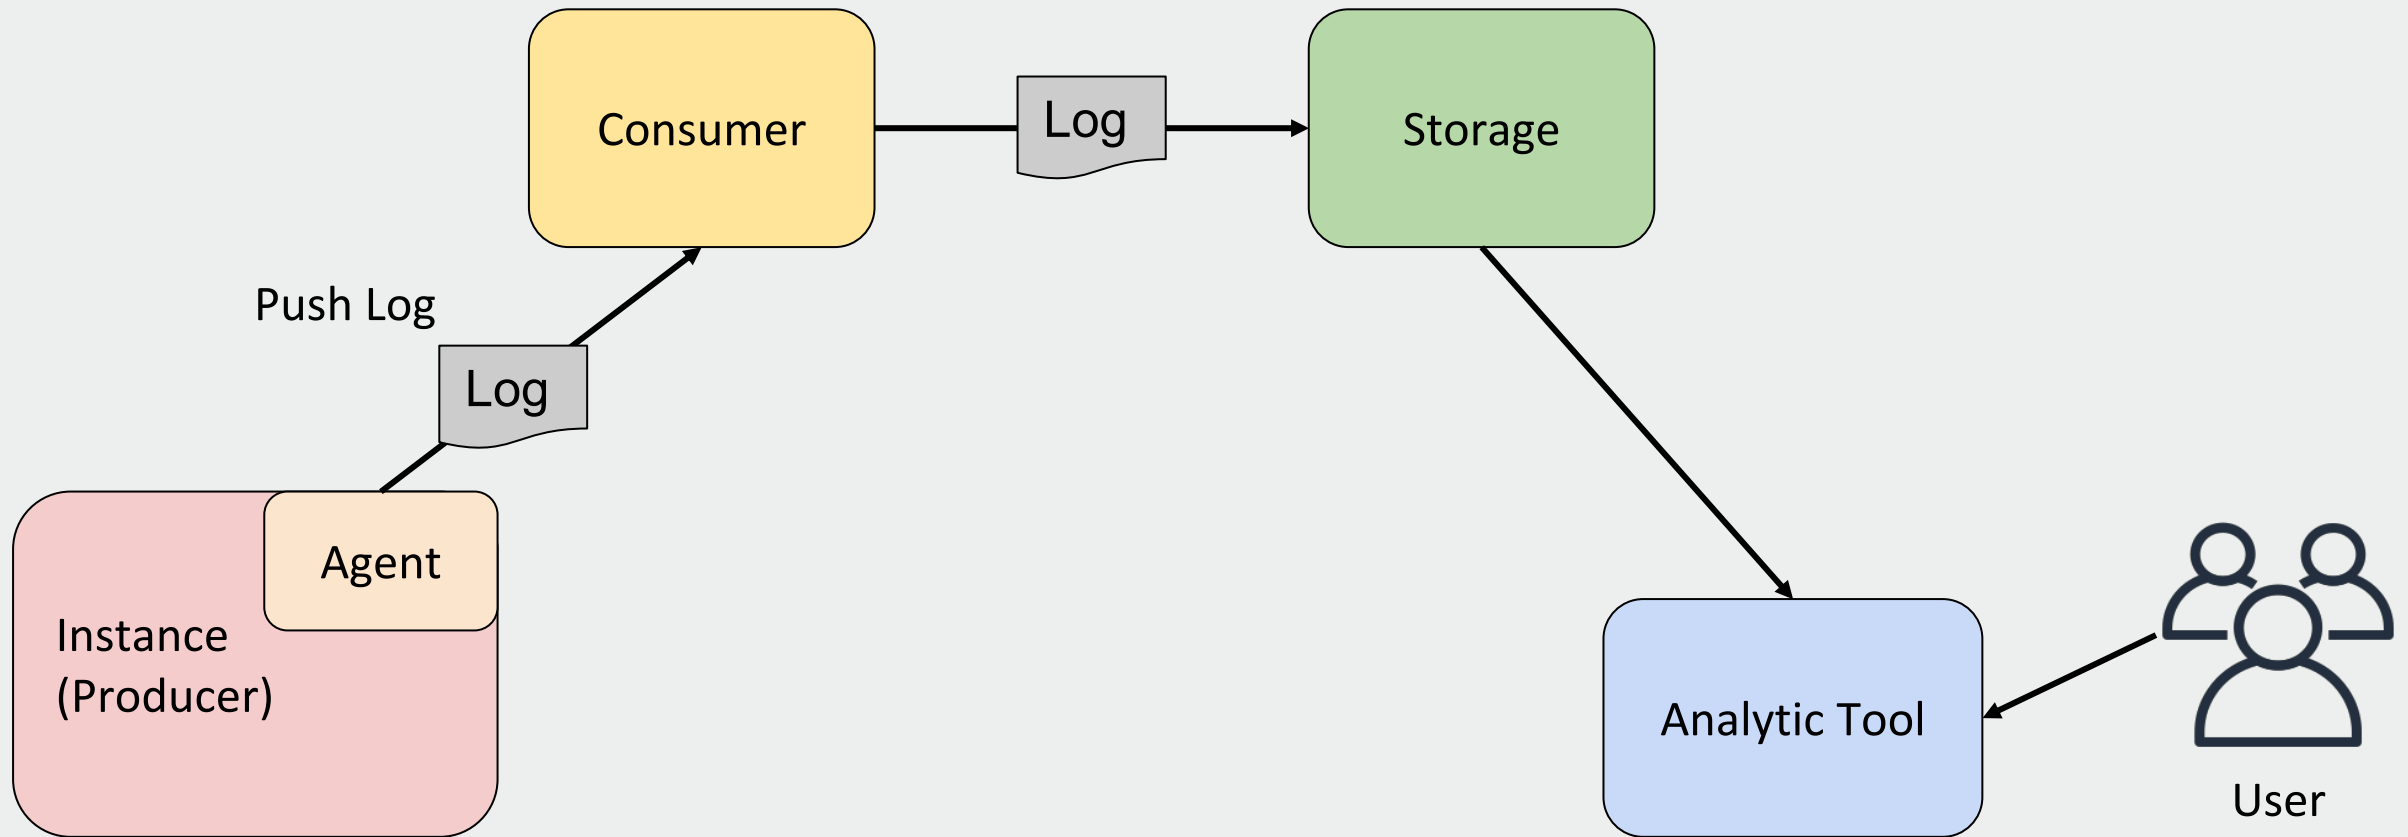 Consumer
Log
Storage
Push Log
Log
Agent
Instance
(Producer)
Analytic Tool
User